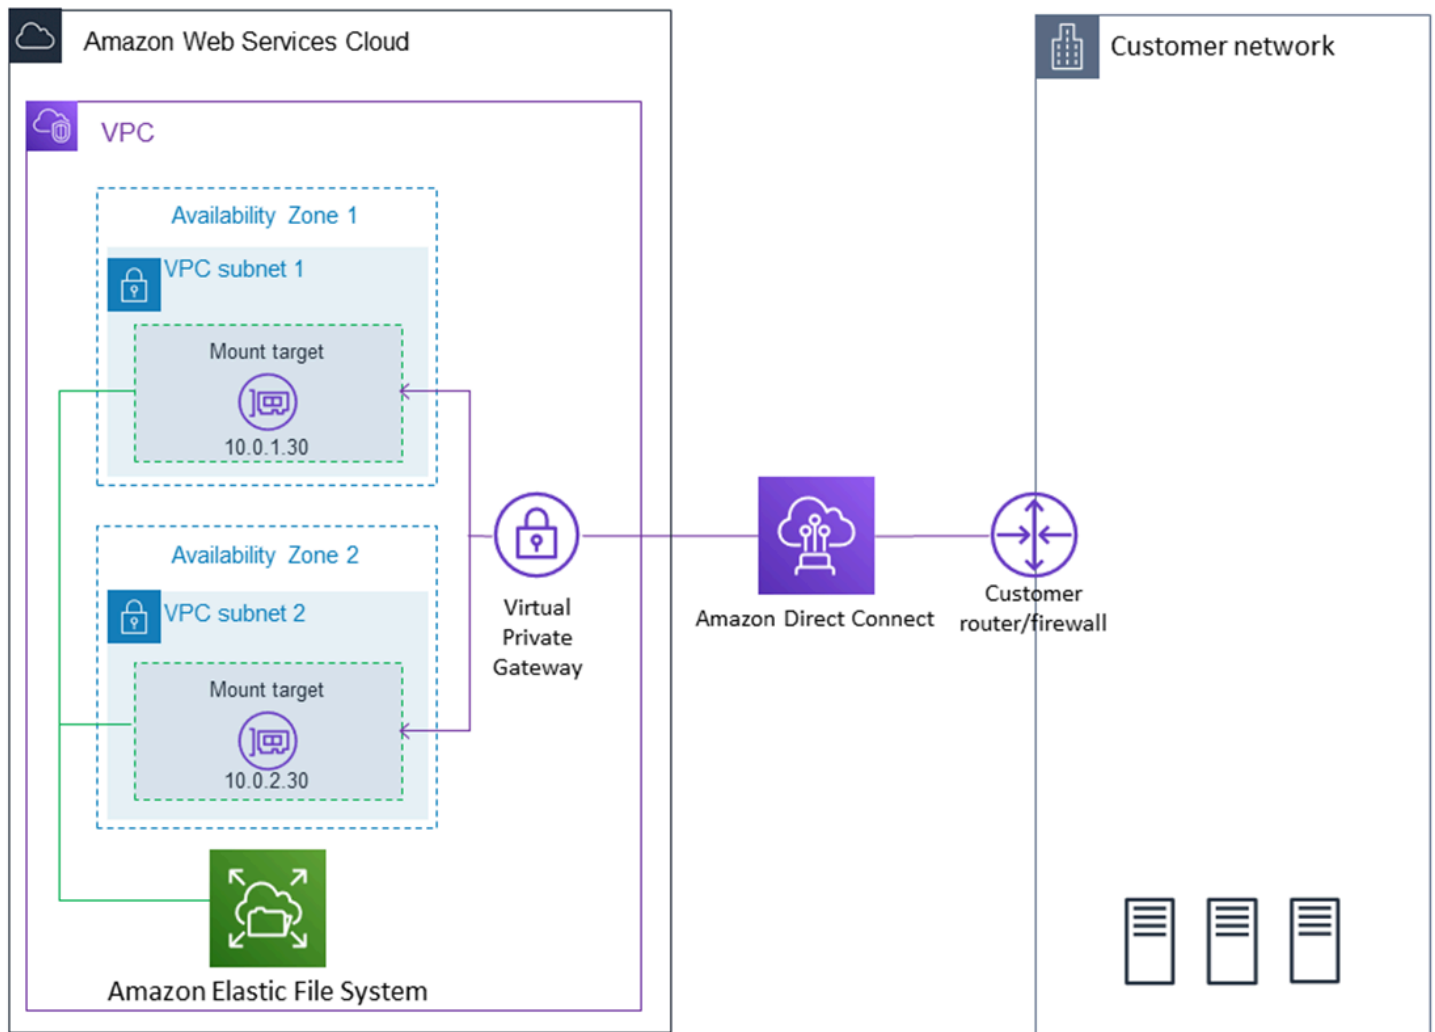 Amazon Web Services Cloud
Customer network
VPC
Availability Zone 1
VPC subnet 1
Mount target
10.0.1.30
Availability Zone 2
VPC subnet 2
Mount target
10.0.2.30
Virtual
Private
Gateway
Amazon Direct Connect
Customer
router/firewall
Amazon Elastic File System